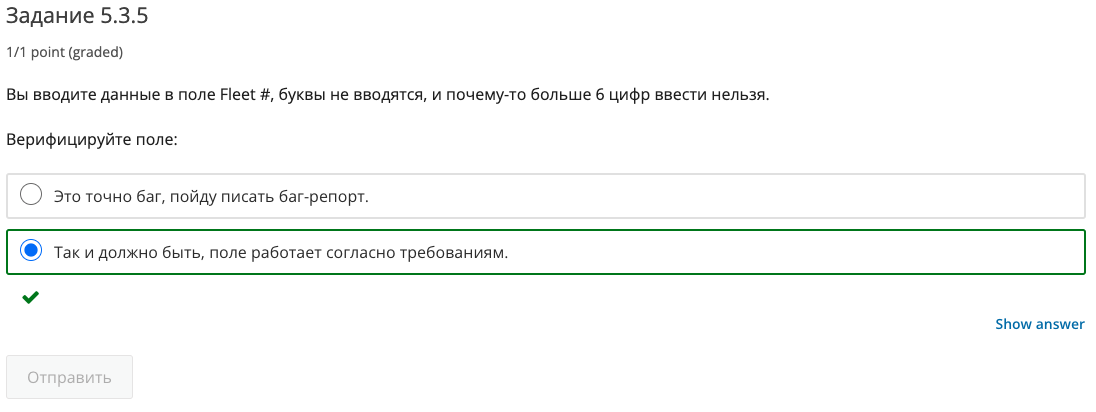 Задание 5.3.5
1/1 point (graded)
Вы вводите данные в поле Fleet #, буквы не вводятся, и почему-то больше 6 цифр ввести нельзя.
Верифицируйте поле:
Это точно баг, пойду писать баг-репорт.
Так и должно быть, поле работает согласно требованиям.
Show answer
Отправить